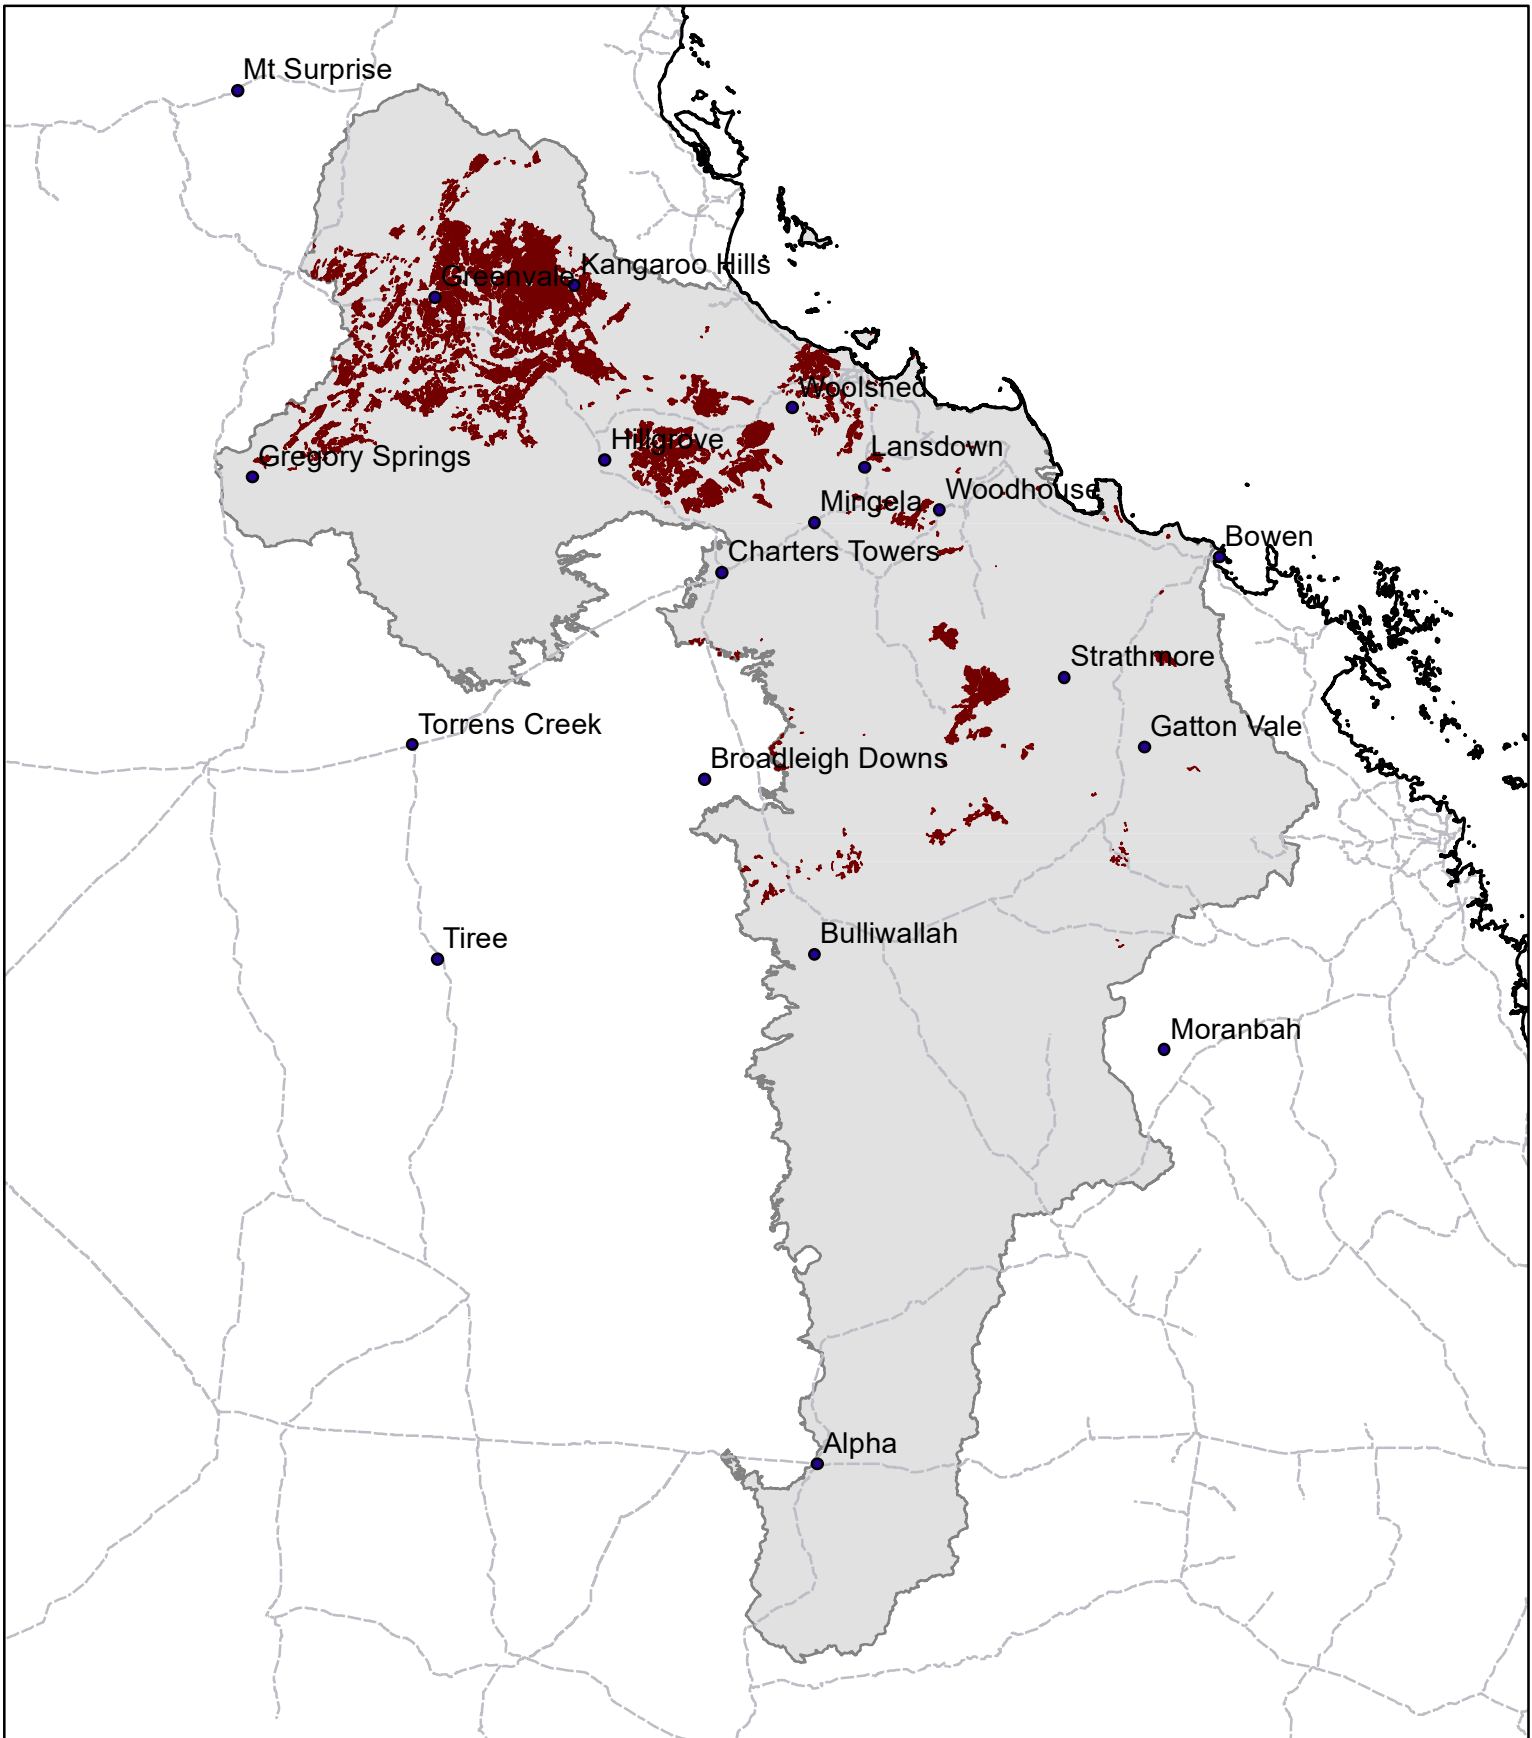 Mt Surprise
Kangaroo Hills
Greenvale
Woolshed
Hillgrove
Lansdown
Gregory Springs
Woodhouse
Mingela
Bowen
Charters Towers
Strathmore
Torrens Creek
Gatton Vale
Broadleigh Downs
Bulliwallah
Tiree
Moranbah
Alpha